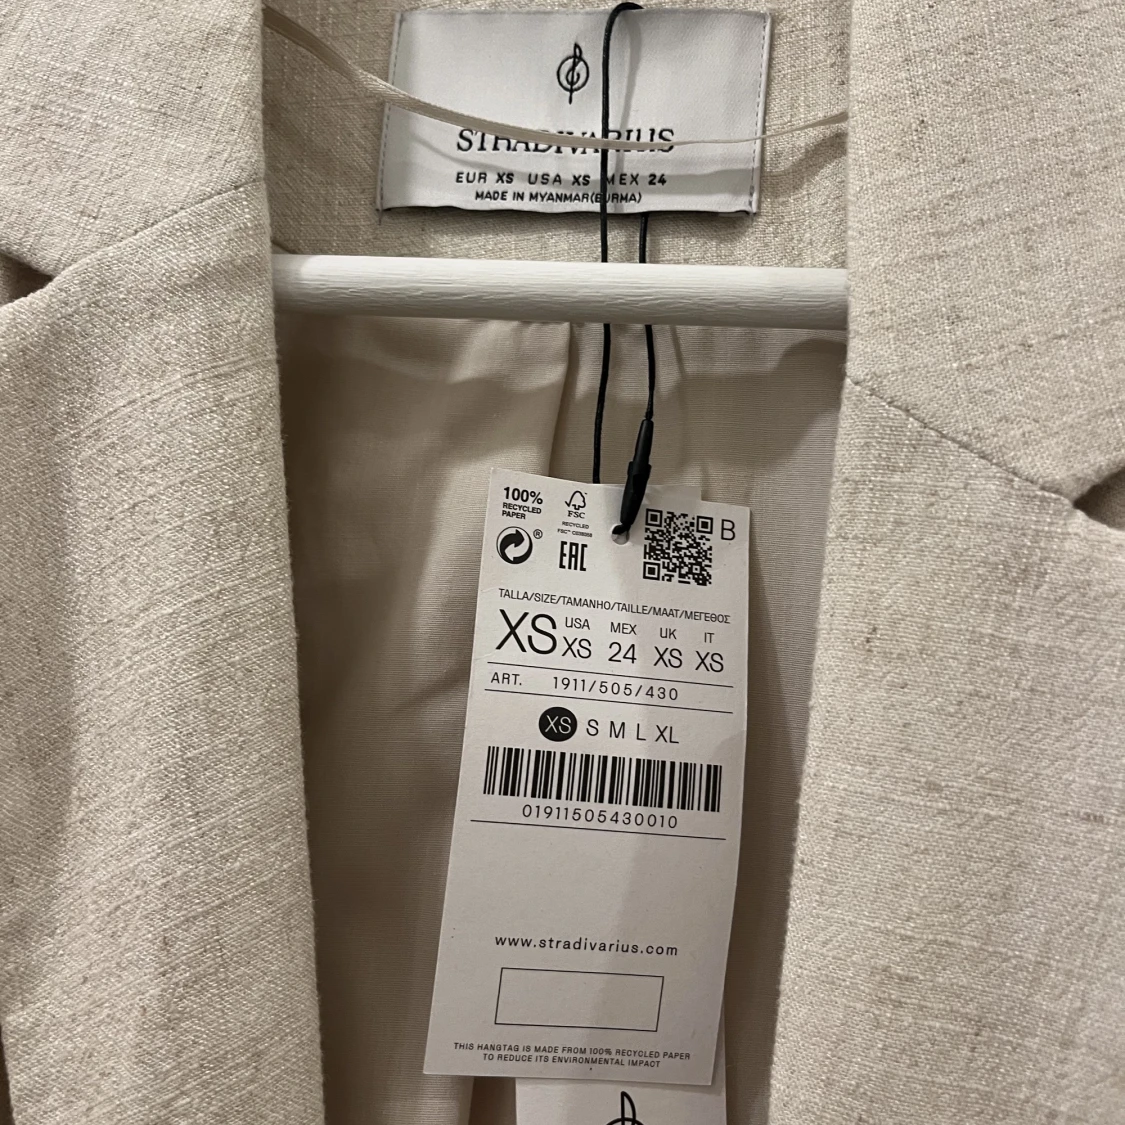 STRADIVARIUS
EUR XS USA XS MEX 24
MADE IN MYANMAR(BURMA)
100%
RECYCLED
PAPER
FSC
RECYCLED
®
EAC
B
TALLA/SIZE/TAMANHO/TAILLE/MAAT/ΜΕΓΕΘΟΣ
XS USA XS MEX 24 UK XS IT XS
ART. 1911/505/430
XS S M L XL
01911505430010
www.stradivarius.com
THIS HANGTAG IS MADE FROM 100% RECYCLED PAPER
TO REDUCE ITS ENVIRONMENTAL IMPACT